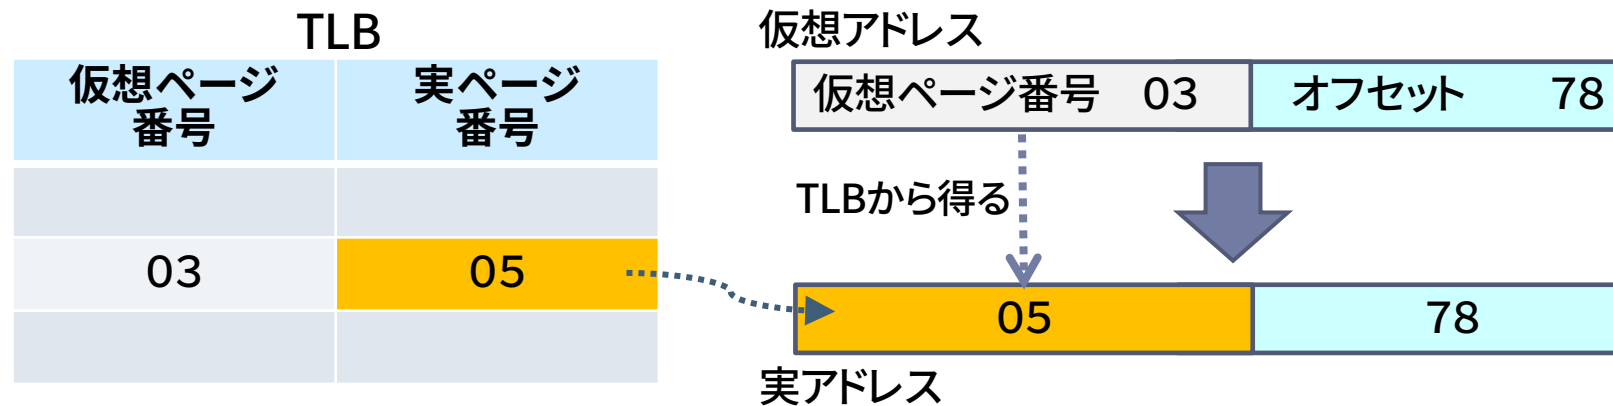 TLB
仮想ページ
番号
実ページ
番号
03
05
仮想アドレス
仮想ページ番号 03
オフセット 78
TLBから得る
05
78
実アドレス